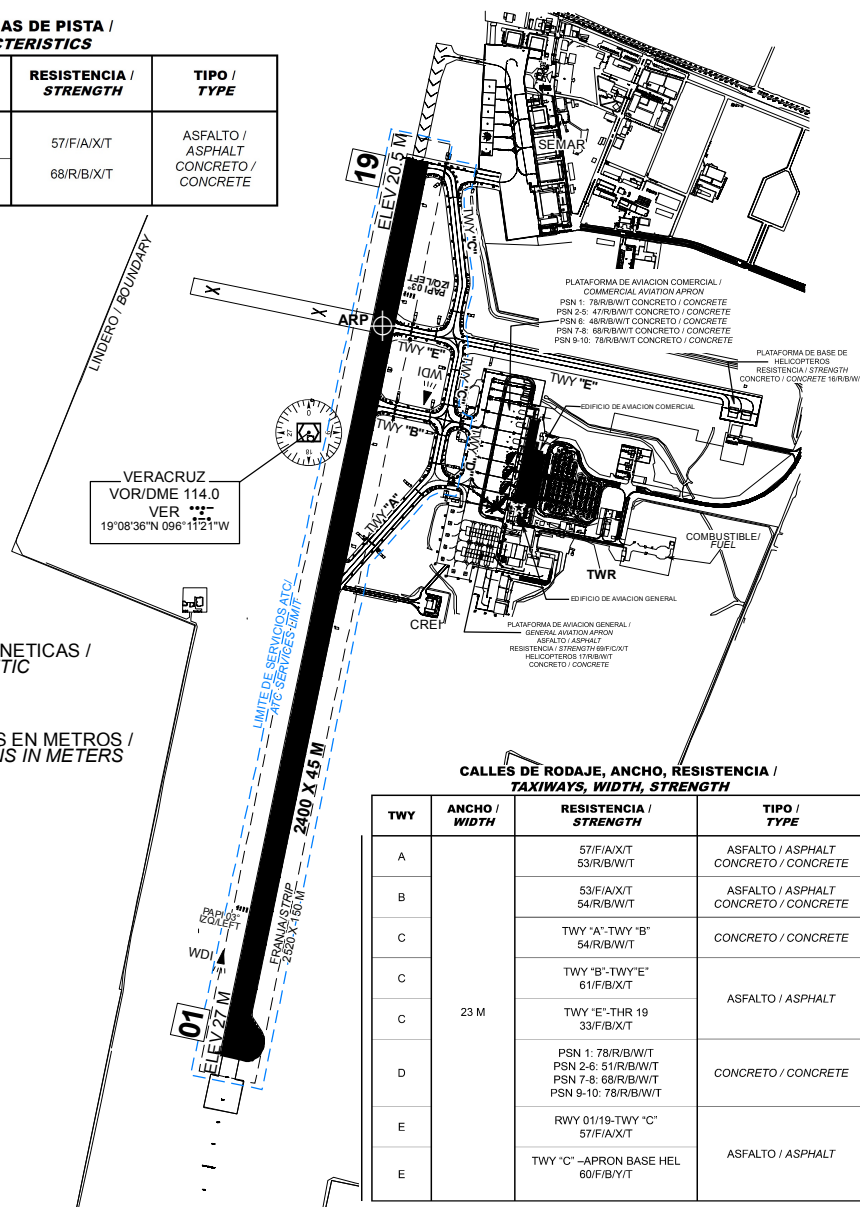 AS DE PISTA /
CTERISTICS
RESISTENCIA /
STRENGTH
TIPO /
TYPE
57/F/A/X/T
68/R/B/X/T
ASFALTO /
ASPHALT
CONCRETO /
CONCRETE
19
ELEV 20.5 M
SEMAR
TWY "C"
PAPI 03°
IZQ/LEFT
LINDERO / BOUNDARY
X
X
ARP
PLATAFORMA DE AVIACION COMERCIAL /
COMMERCIAL AVIATION APRON
PSN 1: 78/R/B/W/T CONCRETO / CONCRETE
PSN 2-5: 47/R/B/W/T CONCRETO / CONCRETE
PSN 6: 48/R/B/W/T CONCRETO / CONCRETE
PSN 7-8: 68/R/B/W/T CONCRETO / CONCRETE
PSN 9-10: 78/R/B/W/T CONCRETO / CONCRETE
PLATAFORMA DE BASE DE
HELICOPTEROS
RESISTENCIA / STRENGTH
CONCRETO / CONCRETE 16/R/B/W/
TWY "E"
WDI
TWY "C"
TWY "E"
EDIFICIO DE AVIACION COMERCIAL
TWY "B"
TWY "D"
0
27
18
VERACRUZ
VOR/DME 114.0
VER
19°08'36"N 096°11'21"W
TWY "A"
COMBUSTIBLE/
FUEL
TWR
EDIFICIO DE AVIACION GENERAL
CREI
PLATAFORMA DE AVIACION GENERAL /
GENERAL AVIATION APRON
ASFALTO / ASPHALT
RESISTENCIA / STRENGTH 69/F/C/X/T
HELICOPTEROS 17/R/B/W/T
CONCRETO / CONCRETE
LIMITE DE SERVICIOS ATC/
ATC SERVICES LIMIT
NETICAS /
TIC
S EN METROS /
NS IN METERS
2400 X 45 M
FRANJA/STRIP
2520 X 150 M
PAPI 03°
IZQ/LEFT
WDI
01
ELEV 27 M
CALLES DE RODAJE, ANCHO, RESISTENCIA /
TAXIWAYS, WIDTH, STRENGTH
TWY
ANCHO /
WIDTH
RESISTENCIA /
STRENGTH
TIPO /
TYPE
A
57/F/A/X/T
53/R/B/W/T
ASFALTO / ASPHALT
CONCRETO / CONCRETE
B
53/F/A/X/T
54/R/B/W/T
ASFALTO / ASPHALT
CONCRETO / CONCRETE
C
TWY “A”-TWY “B”
54/R/B/W/T
CONCRETO / CONCRETE
C
TWY “B”-TWY”E”
61/F/B/X/T
ASFALTO / ASPHALT
C
23 M
TWY “E”-THR 19
33/F/B/X/T
D
PSN 1: 78/R/B/W/T
PSN 2-6: 51/R/B/W/T
PSN 7-8: 68/R/B/W/T
PSN 9-10: 78/R/B/W/T
CONCRETO / CONCRETE
E
RWY 01/19-TWY “C”
57/F/A/X/T
ASFALTO / ASPHALT
E
TWY “C” –APRON BASE HEL
60/F/B/Y/T